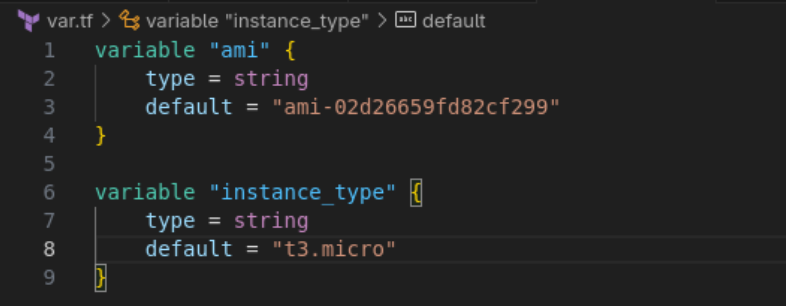 var.tf > variable "instance_type" > abc default
1 variable "ami" {
2     type = string
3     default = "ami-02d26659fd82cf299"
4 }
5
6 variable "instance_type" {
7     type = string
8     default = "t3.micro"
9 }